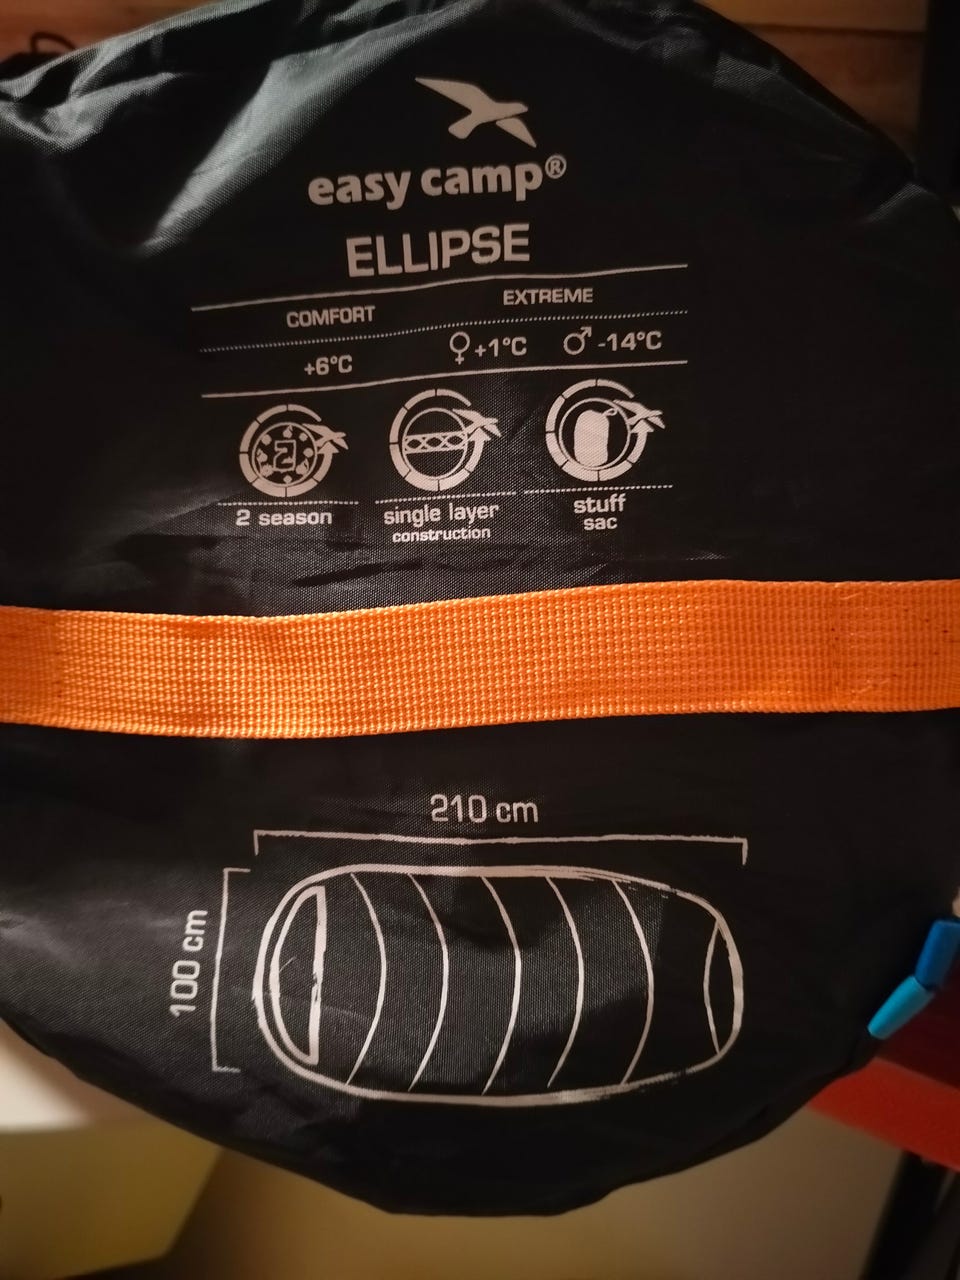 easy camp®
ELLIPSE
COMFORT EXTREME
+6°C ♀+1°C ♂-14°C
2
2 season single layer construction stuff sac
210 cm
100 cm